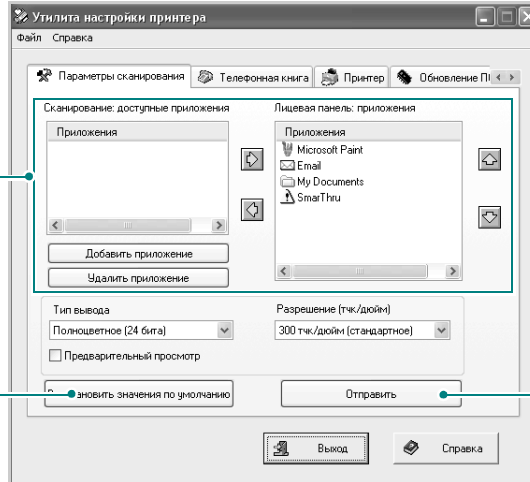 Утилита настройки принтера
Файл Справка
Параметры сканирования Телефонная книга Принтер Обновление
Сканирование: доступные приложения Лицевая панель: приложения
Приложения Приложения
Microsoft Paint
Email
My Documents
SmarThru
Добавить приложение
Удалить приложение
Тип вывода Разрешение (тчк/дюйм)
Полноцветное (24 бита) 300 тчк/дюйм (стандартное)
Предварительный просмотр
значения по умолчанию Отправить
Выход Справка